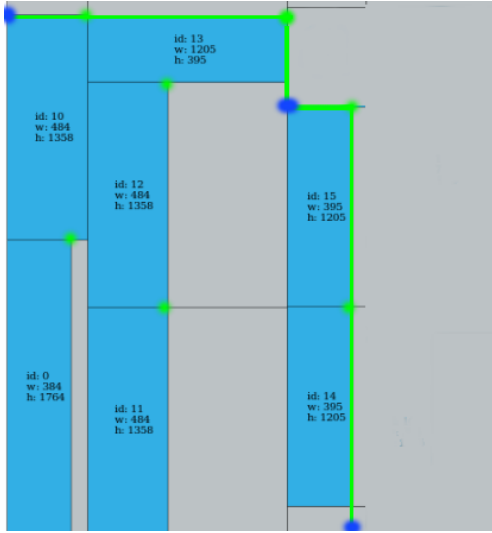 id: 13
w: 1205
h: 395
id: 10
w: 484
h: 1358
id: 12
w: 484
h: 1358
id: 15
w: 395
h: 1205
id: 0
w: 384
h: 1764
id: 11
w: 484
h: 1358
id: 14
w: 395
h: 1205